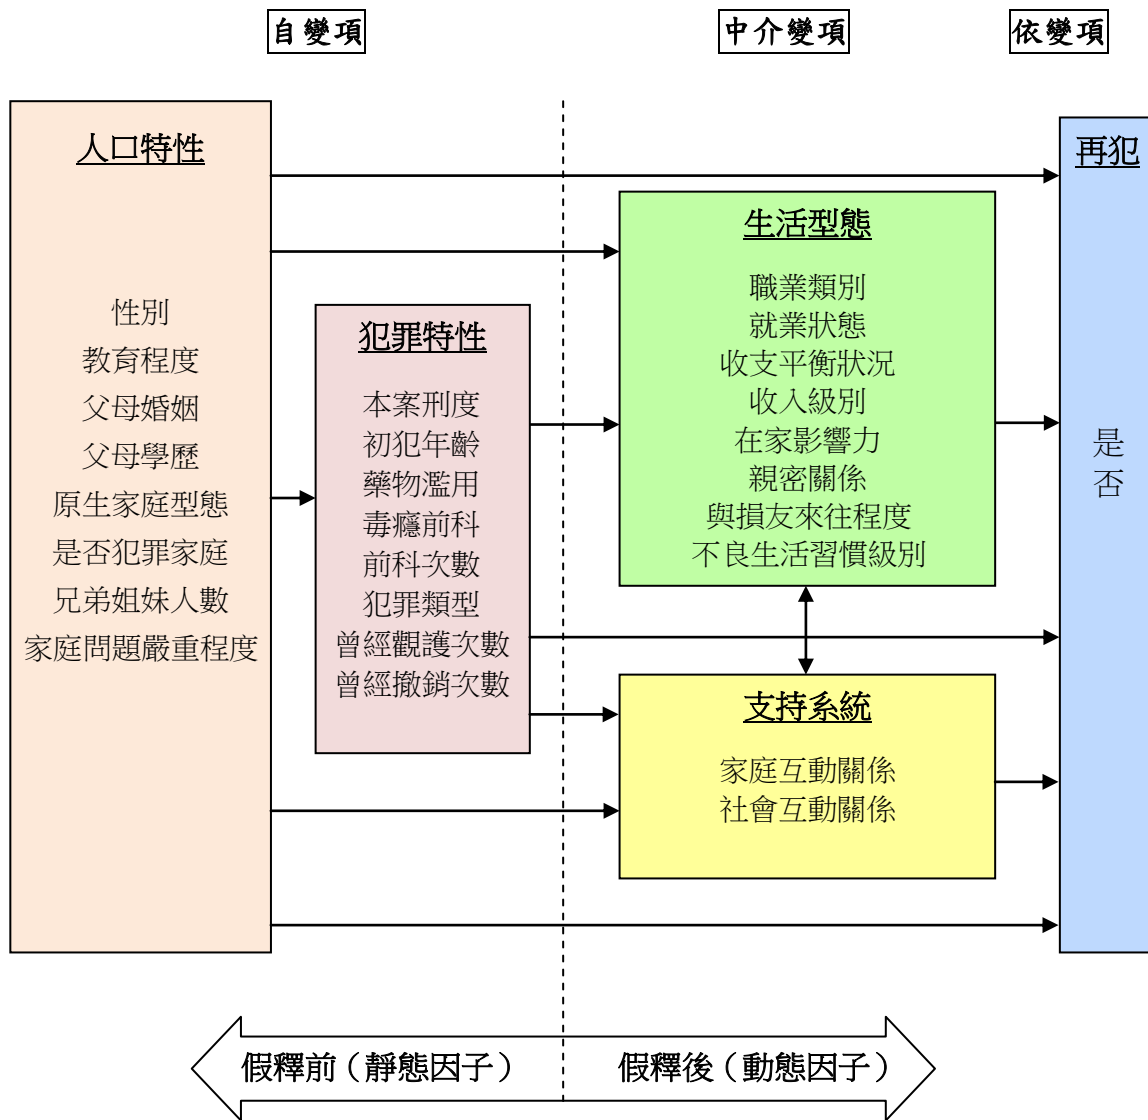 自變項
中介變項
依變項
人口特性
性別
教育程度
父母婚姻
父母學歷
原生家庭型態
是否犯罪家庭
兄弟姐妹人數
家庭問題嚴重程度
犯罪特性
本案刑度
初犯年齡
藥物濫用
毒癮前科
前科次數
犯罪類型
曾經觀護次數
曾經撤銷次數
生活型態
職業類別
就業狀態
收支平衡狀況
收入級別
在家影響力
親密關係
與損友來往程度
不良生活習慣級別
支持系統
家庭互動關係
社會互動關係
再犯
是
否
假釋前（靜態因子）
假釋後（動態因子）